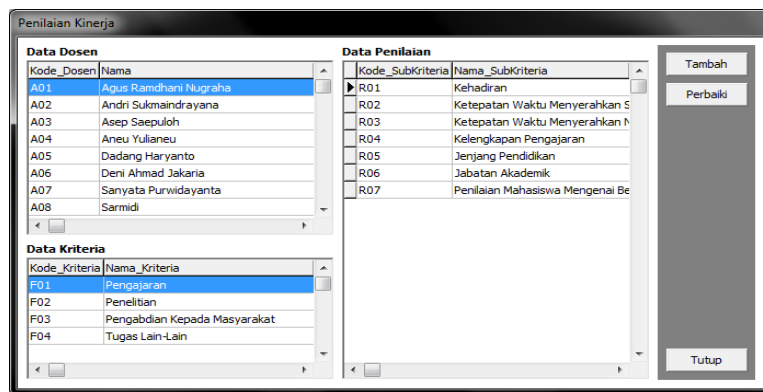 Penilaian Kinerja
Data Dosen
Kode_Dosen Nama
A01 Agus Ramdhani Nugraha
A02 Andri Sukmaindrayana
A03 Asep Saepuloh
A04 Aneu Yulianeu
A05 Dadang Haryanto
A06 Deni Ahmad Jakaria
A07 Sanyata Purwidayanta
A08 Sarmidi
Data Kriteria
Kode_Kriteria Nama_Kriteria
F01 Pengajaran
F02 Penelitian
F03 Pengabdian Kepada Masyarakat
F04 Tugas Lain-Lain
Data Penilaian
Kode_SubKriteria Nama_SubKriteria
R01 Kehadiran
R02 Ketepatan Waktu Menyerahkan S
R03 Ketepatan Waktu Menyerahkan N
R04 Kelengkapan Pengajaran
R05 Jenjang Pendidikan
R06 Jabatan Akademik
R07 Penilaian Mahasiswa Mengenai Be
Tambah
Perbaiki
Tutup